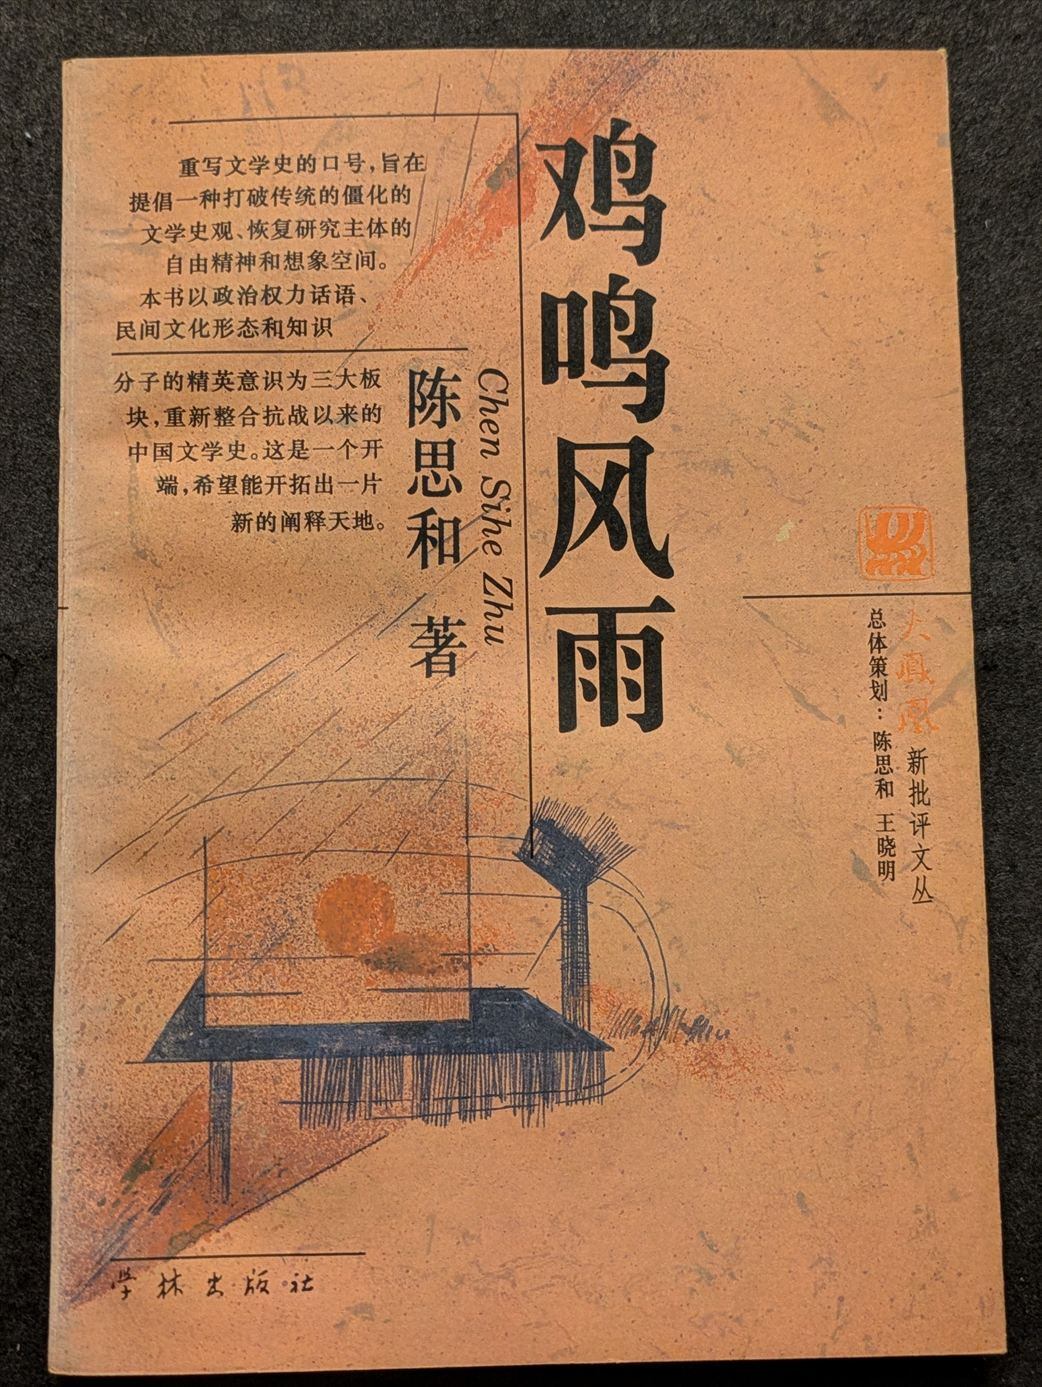 重写文学史的口号,旨在
提倡一种打破传统的僵化的
文学史观、恢复研究主体的
自由精神和想象空间。
本书以政治权力话语、
民间文化形态和知识
分子的精英意识为三大板
块,重新整合抗战以来的
中国文学史。这是一个开
端,希望能开拓出一片
新的阐释天地。
鸡鸣风雨
Chen Sihe Zhu
陈思和 著
火凤凰
新批评文丛
总体策划:陈思和 王晓明
学林出版社